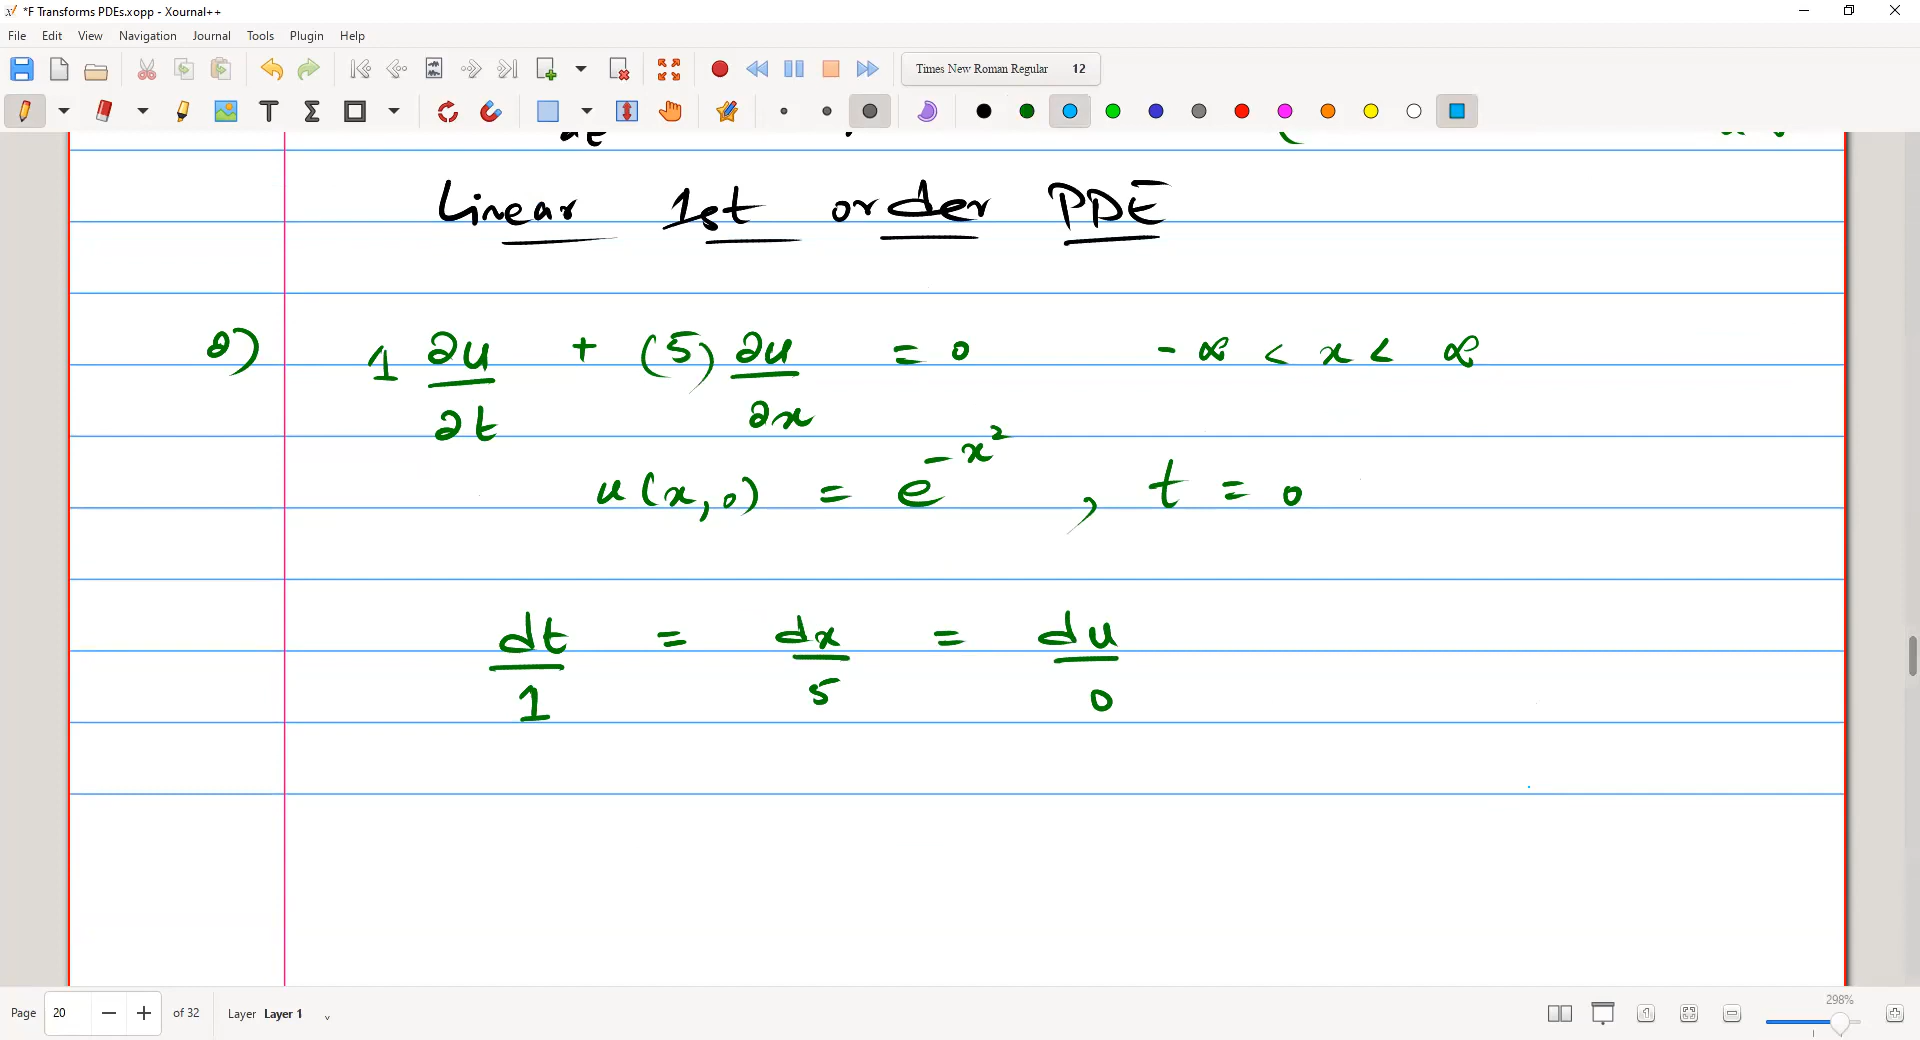 *F Transforms PDEs.xopp - Xournal++
File Edit View Navigation Journal Tools Plugin Help
Times New Roman Regular 12
Linear 1st order PDE
2) 1 ∂u/∂t + (5) ∂u/∂x = 0 - ∞ < x < ∞
u(x,0) = e^{-x^2} , t = 0
dt/1 = dx/5 = du/0
Page 20 of 32 Layer Layer 1 298%